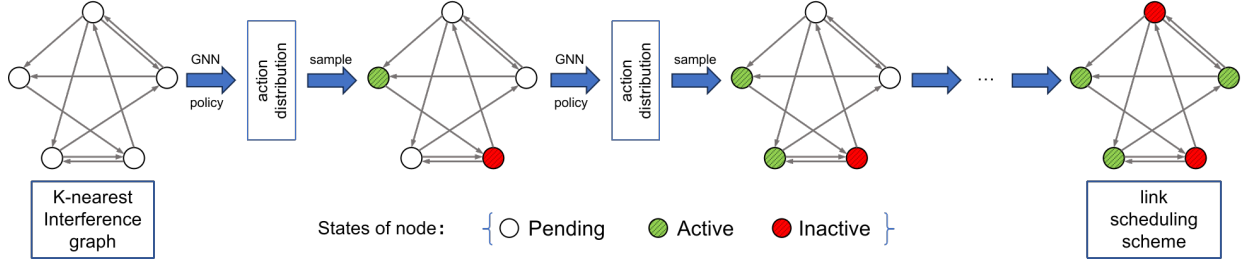 GNN
policy
action
distribution
sample
GNN
policy
action
distribution
sample
...
K-nearest
Interference
graph
link
scheduling
scheme
States of node:
Pending
Active
Inactive